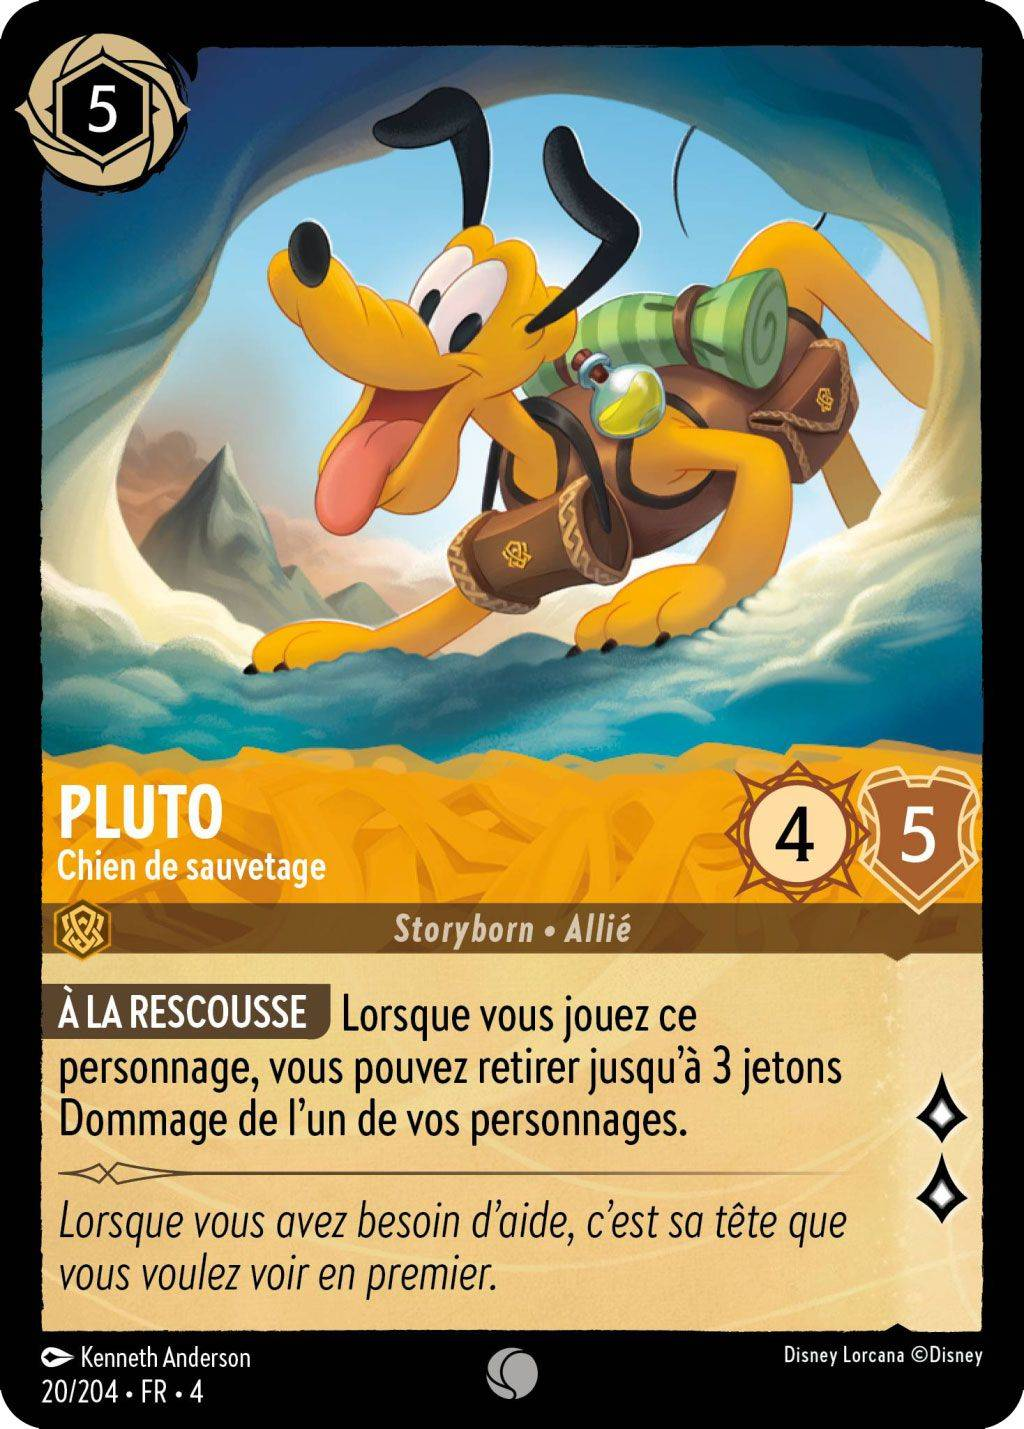 5
PLUTO
Chien de sauvetage
4
5
Storyborn • Allié
À LA RESCOUSSE Lorsque vous jouez ce
personnage, vous pouvez retirer jusqu'à 3 jetons
Dommage de l'un de vos personnages.
Lorsque vous avez besoin d'aide, c'est sa tête que
vous voulez voir en premier.
Kenneth Anderson
Disney Lorcana ©Disney
20/204 • FR • 4